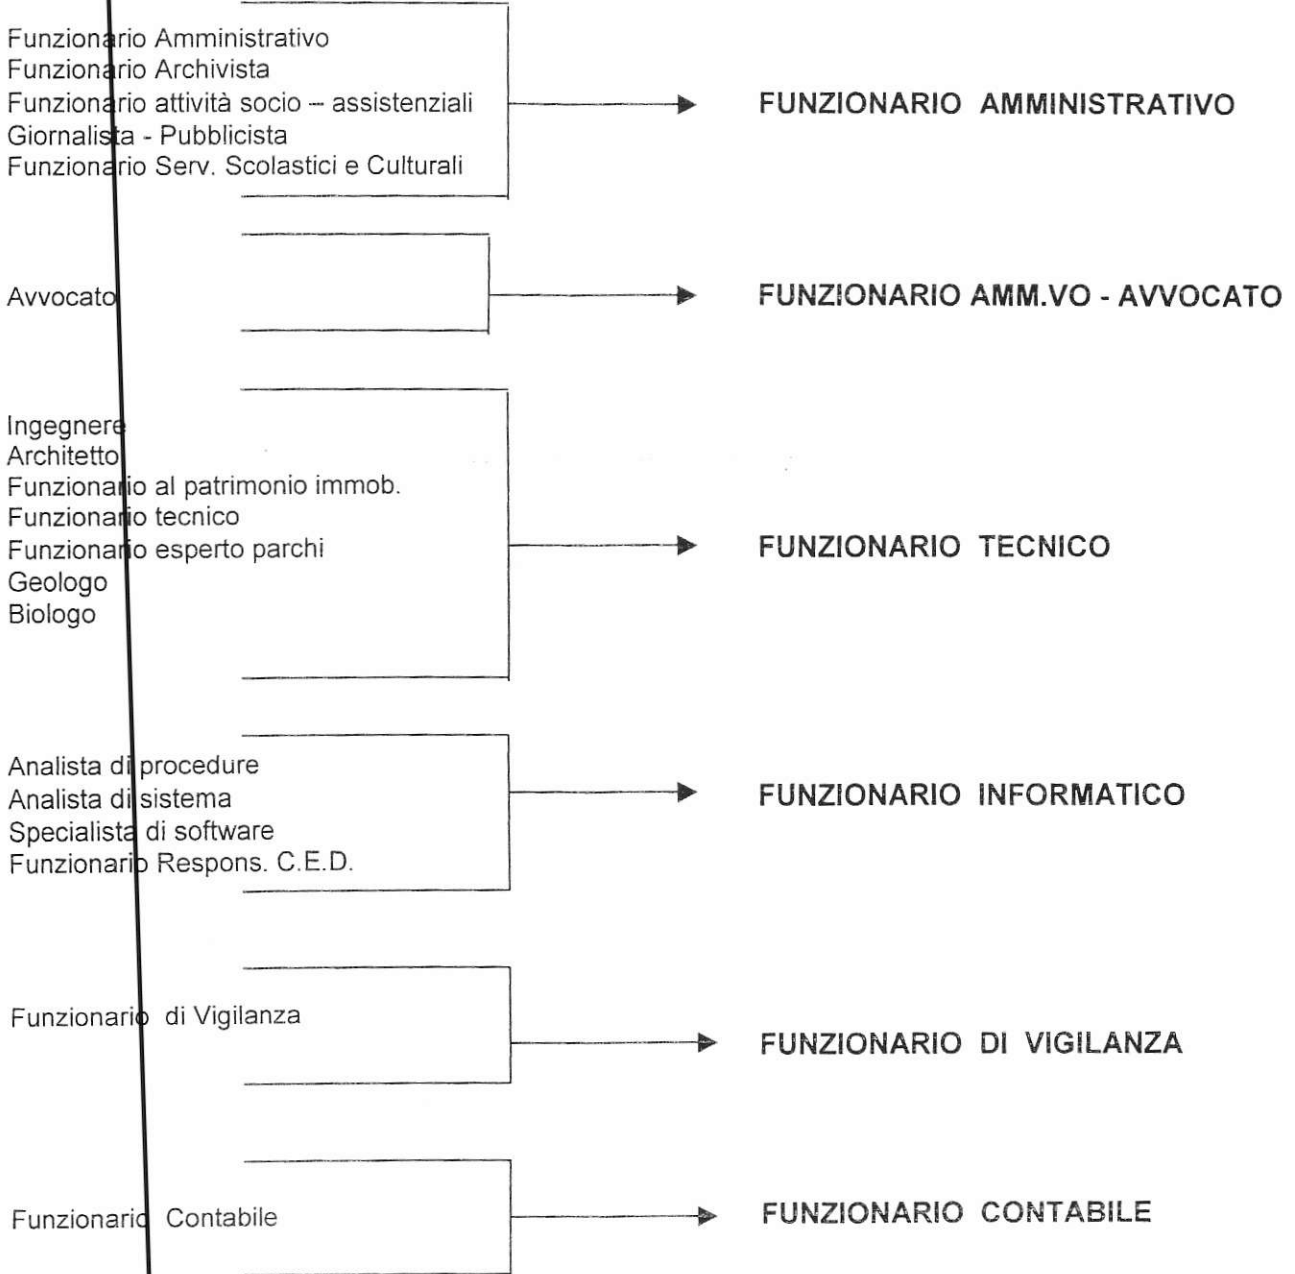 Funzionario Amministrativo
Funzionario Archivista
Funzionario attività socio – assistenziali
Giornalista - Pubblicista
Funzionario Serv. Scolastici e Culturali
FUNZIONARIO AMMINISTRATIVO
Avvocato
FUNZIONARIO AMM.VO - AVVOCATO
Ingegnere
Architetto
Funzionario al patrimonio immob.
Funzionario tecnico
Funzionario esperto parchi
Geologo
Biologo
FUNZIONARIO TECNICO
Analista di procedure
Analista di sistema
Specialista di software
Funzionario Respons. C.E.D.
FUNZIONARIO INFORMATICO
Funzionario di Vigilanza
FUNZIONARIO DI VIGILANZA
Funzionario Contabile
FUNZIONARIO CONTABILE